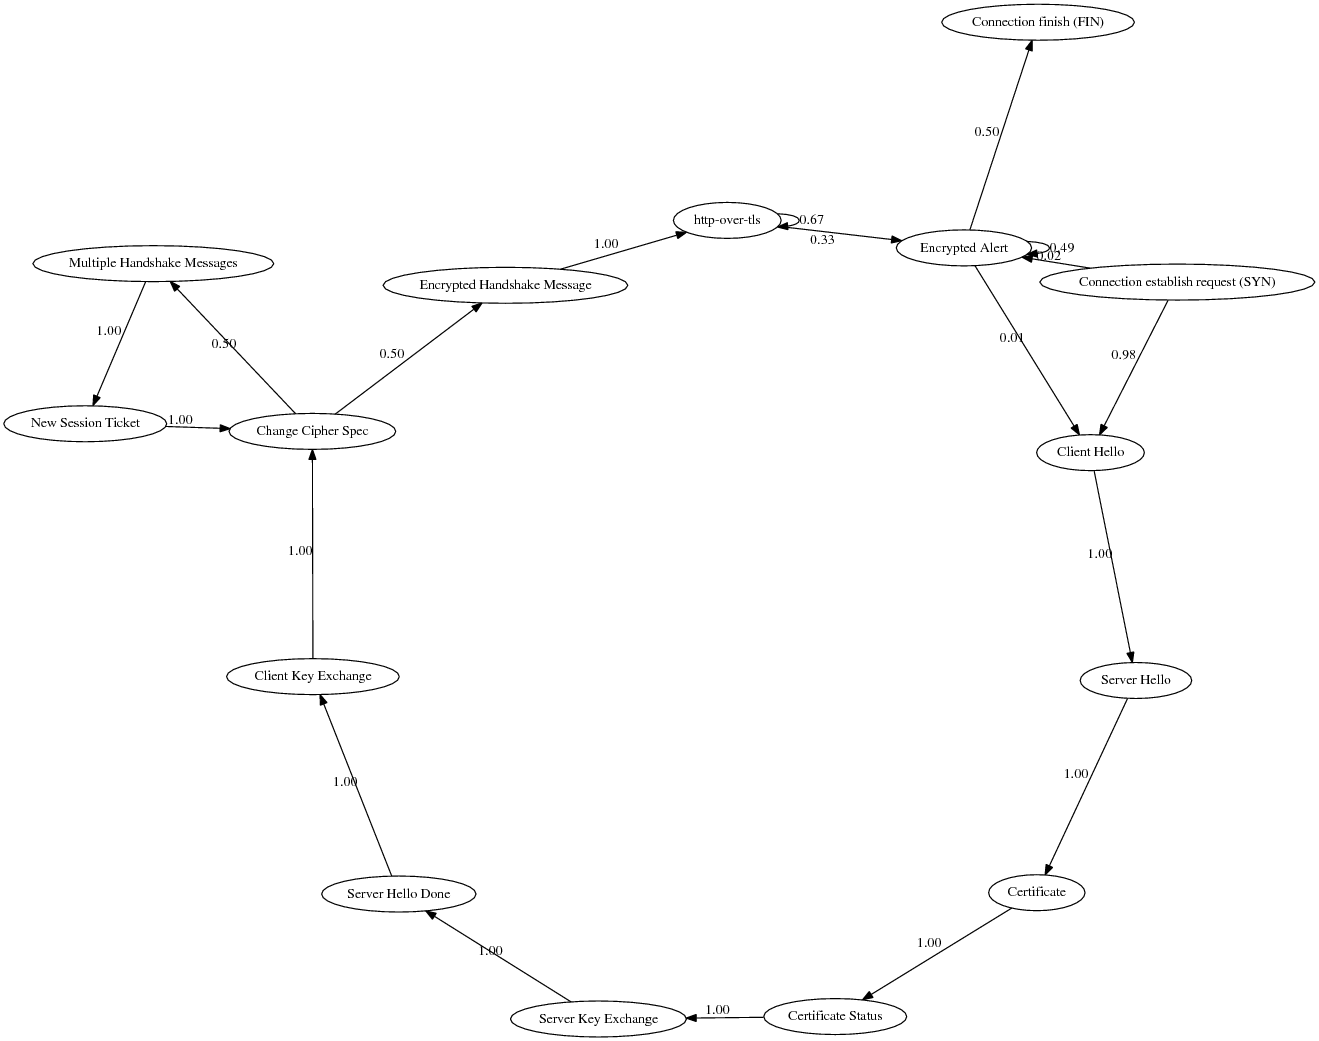 Connection finish (FIN)
0.50
http-over-tls
0.67
0.33
Encrypted Alert
0.49
0.02
1.00
Multiple Handshake Messages
Encrypted Handshake Message
Connection establish request (SYN)
1.00
0.50
0.50
0.01
0.98
New Session Ticket
1.00
Change Cipher Spec
Client Hello
1.00
1.00
Client Key Exchange
Server Hello
1.00
1.00
Server Hello Done
Certificate
1.00
1.00
Server Key Exchange
1.00
Certificate Status